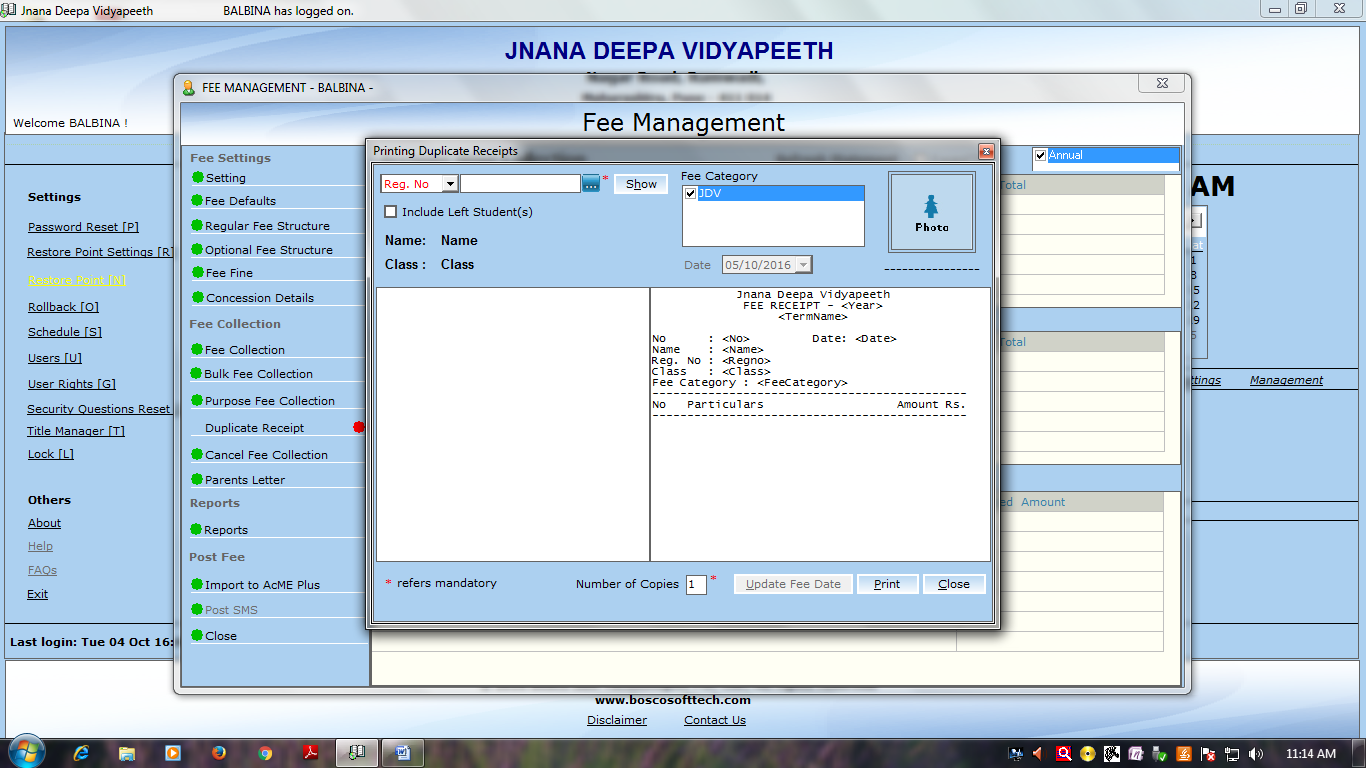 Jnana Deepa Vidyapeeth BALBINA has logged on.
JNANA DEEPA VIDYAPEETH
FEE MANAGEMENT - BALBINA -
Welcome BALBINA !
Fee Management
Settings
Password Reset [P]
Restore Point Settings [R]
Restore Point [N]
Rollback [O]
Schedule [S]
Users [U]
User Rights [G]
Security Questions Reset
Title Manager [T]
Lock [L]
Others
About
Help
FAQs
Exit
Last login: Tue 04 Oct 16:
Fee Settings
Setting
Fee Defaults
Regular Fee Structure
Optional Fee Structure
Fee Fine
Concession Details
Fee Collection
Fee Collection
Bulk Fee Collection
Purpose Fee Collection
Duplicate Receipt
Cancel Fee Collection
Parents Letter
Reports
Reports
Post Fee
Import to AcME Plus
Post SMS
Close
Printing Duplicate Receipts
Reg. No ... * Show
Include Left Student(s)
Name: Name
Class : Class
Fee Category
JDV
Date 05/10/2016
Photo
----------------
Jnana Deepa Vidyapeeth
FEE RECEIPT - <Year>
<TermName>
No : <No> Date: <Date>
Name : <Name>
Reg. No : <Regno>
Class : <Class>
Fee Category : <FeeCategory>
---------------------------------------------
No Particulars Amount Rs.
---------------------------------------------
* refers mandatory Number of Copies 1 * Update Fee Date Print Close
Annual
Total
Total
Amount
AM
Management
www.boscosofttech.com
Disclaimer Contact Us
11:14 AM